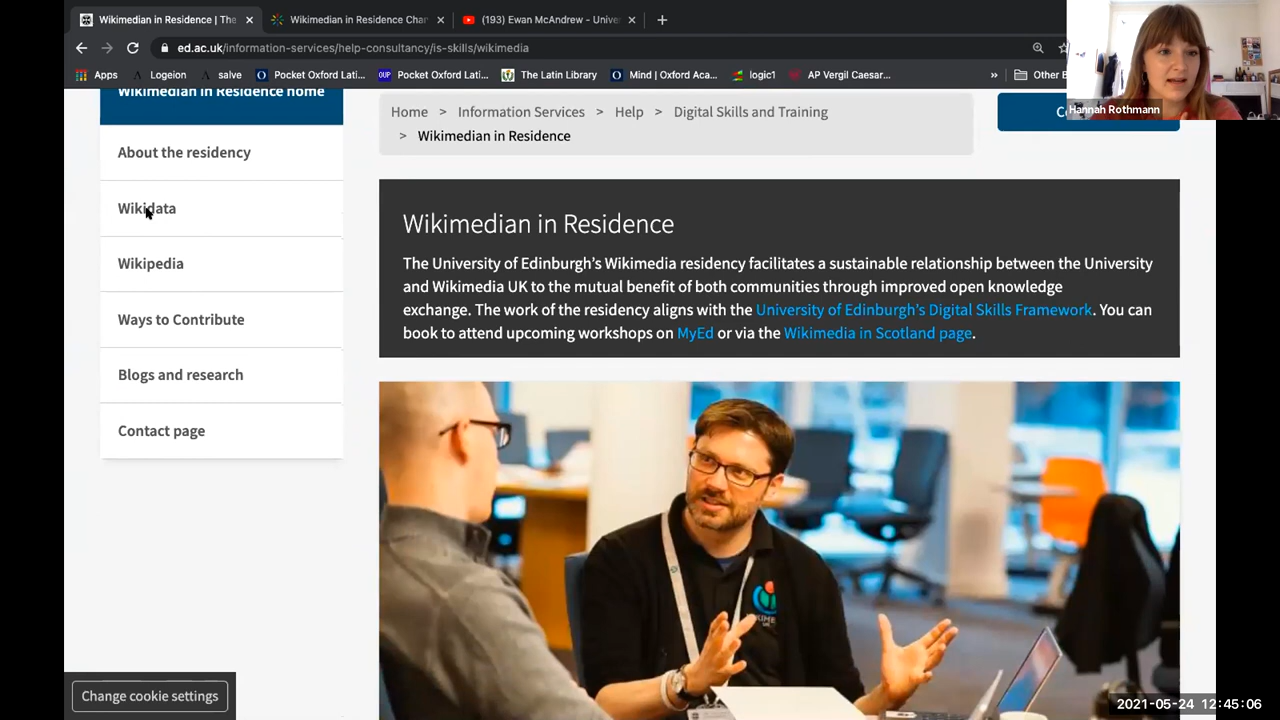 Wikimedian in Residence | The
Wikimedian in Residence Chan
(193) Ewan McAndrew - Univer
ed.ac.uk/information-services/help-consultancy/is-skills/wikimedia
Apps
Logeion
salve
Pocket Oxford Lati...
Pocket Oxford Lati...
The Latin Library
Mind | Oxford Aca...
logic1
AP Vergil Caesar...
»
Other B
Hannah Rothmann
Wikimedian in Residence home
About the residency
Wikidata
Wikipedia
Ways to Contribute
Blogs and research
Contact page
Home > Information Services > Help > Digital Skills and Training
> Wikimedian in Residence
Wikimedian in Residence
The University of Edinburgh’s Wikimedia residency facilitates a sustainable relationship between the University
and Wikimedia UK to the mutual benefit of both communities through improved open knowledge
exchange. The work of the residency aligns with the University of Edinburgh’s Digital Skills Framework. You can
book to attend upcoming workshops on MyEd or via the Wikimedia in Scotland page.
Change cookie settings
2021-05-24 12:45:06